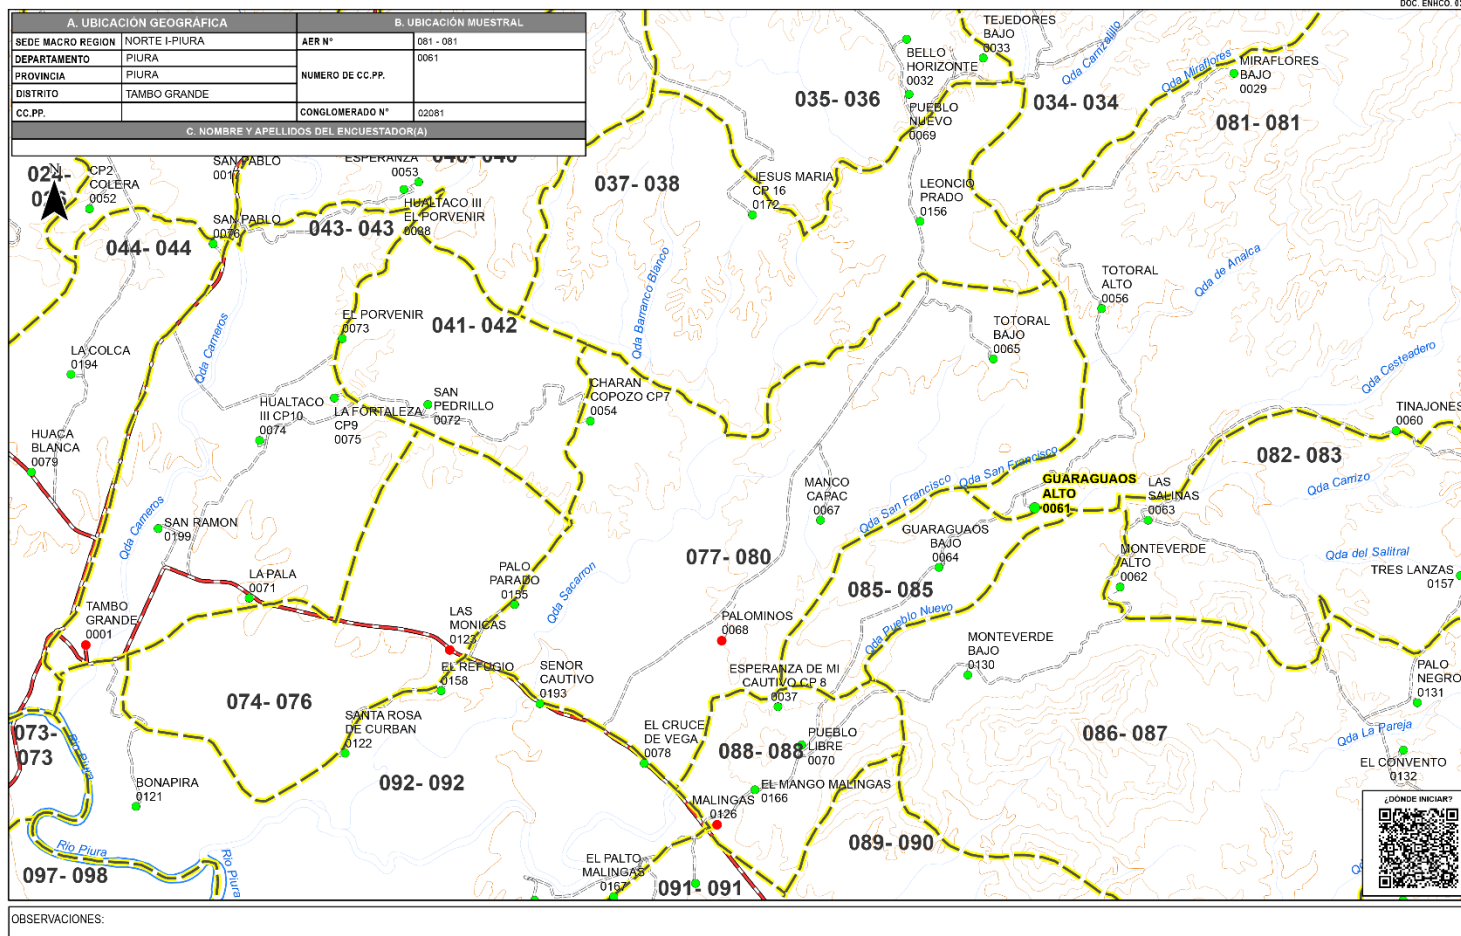 DOC. ENHCO. 02
A. UBICACIÓN GEOGRÁFICA
B. UBICACIÓN MUESTRAL
SEDE MACRO REGION NORTE I-PIURA
AER N° 081 - 081
DEPARTAMENTO PIURA
NUMERO DE CC.PP. 0061
PROVINCIA PIURA
DISTRITO TAMBO GRANDE
CC.PP.
CONGLOMERADO N° 02081
C. NOMBRE Y APELLIDOS DEL ENCUESTADOR(A)
TEJEDORES
BAJO
0033
BELLO
HORIZONTE
0032
Qda Carrizalillo
Qda Miraflores
MIRAFLORES
BAJO
0029
035- 036
034- 034
PUEBLO
NUEVO
0069
081- 081
N
CP2
COLERA
0052
SAN PABLO
0017
ESPERANZA
0053
037- 038
JESUS MARIA
CP 16
0172
LEONCIO
PRADO
0156
HUALTACO III
EL PORVENIR
0038
SAN PABLO
0076
043- 043
044- 044
Qda Barranco Blanco
Qda de Analca
TOTORAL
ALTO
0056
EL PORVENIR
0073
041- 042
TOTORAL
BAJO
0065
Qda Carneros
LA COLCA
0194
Qda Cesteadero
CHARAN
COPOZO CP7
0054
SAN
PEDRILLO
0072
HUALTACO
III CP10
0074
LA FORTALEZA
CP9
0075
TINAJONES
0060
HUACA
BLANCA
0079
082- 083
Qda San Francisco
Qda San Francisco
GUARAGUAOS
ALTO
0061
MANCO
CAPAC
0067
LAS
SALINAS
0063
Qda Carrizo
Qda Carneros
SAN RAMON
0199
GUARAGUAOS
BAJO
0064
077- 080
MONTEVERDE
ALTO
0062
Qda del Salitral
TRES LANZAS
0157
LA PALA
0071
PALO
PARADO
0155
Qda Sacarron
085- 085
TAMBO
GRANDE
0001
LAS
MONICAS
0123
PALOMINOS
0068
Qda Pueblo Nuevo
MONTEVERDE
BAJO
0130
EL REFUGIO
0158
SENOR
CAUTIVO
0193
ESPERANZA DE MI
CAUTIVO CP 8
0037
PALO
NEGRO
0131
074- 076
SANTA ROSA
DE CURBAN
0122
EL CRUCE
DE VEGA
0078
073-
073
Rio Piura
088- 088
PUEBLO
LIBRE
0070
086- 087
Qda La Pareja
EL CONVENTO
0132
BONAPIRA
0121
092- 092
EL MANGO MALINGAS
0166
MALINGAS
0126
¿DÓNDE INICIAR?
Rio Piura
Rio Piura
097- 098
089- 090
EL PALTO
MALINGAS
0167
091- 091
OBSERVACIONES: